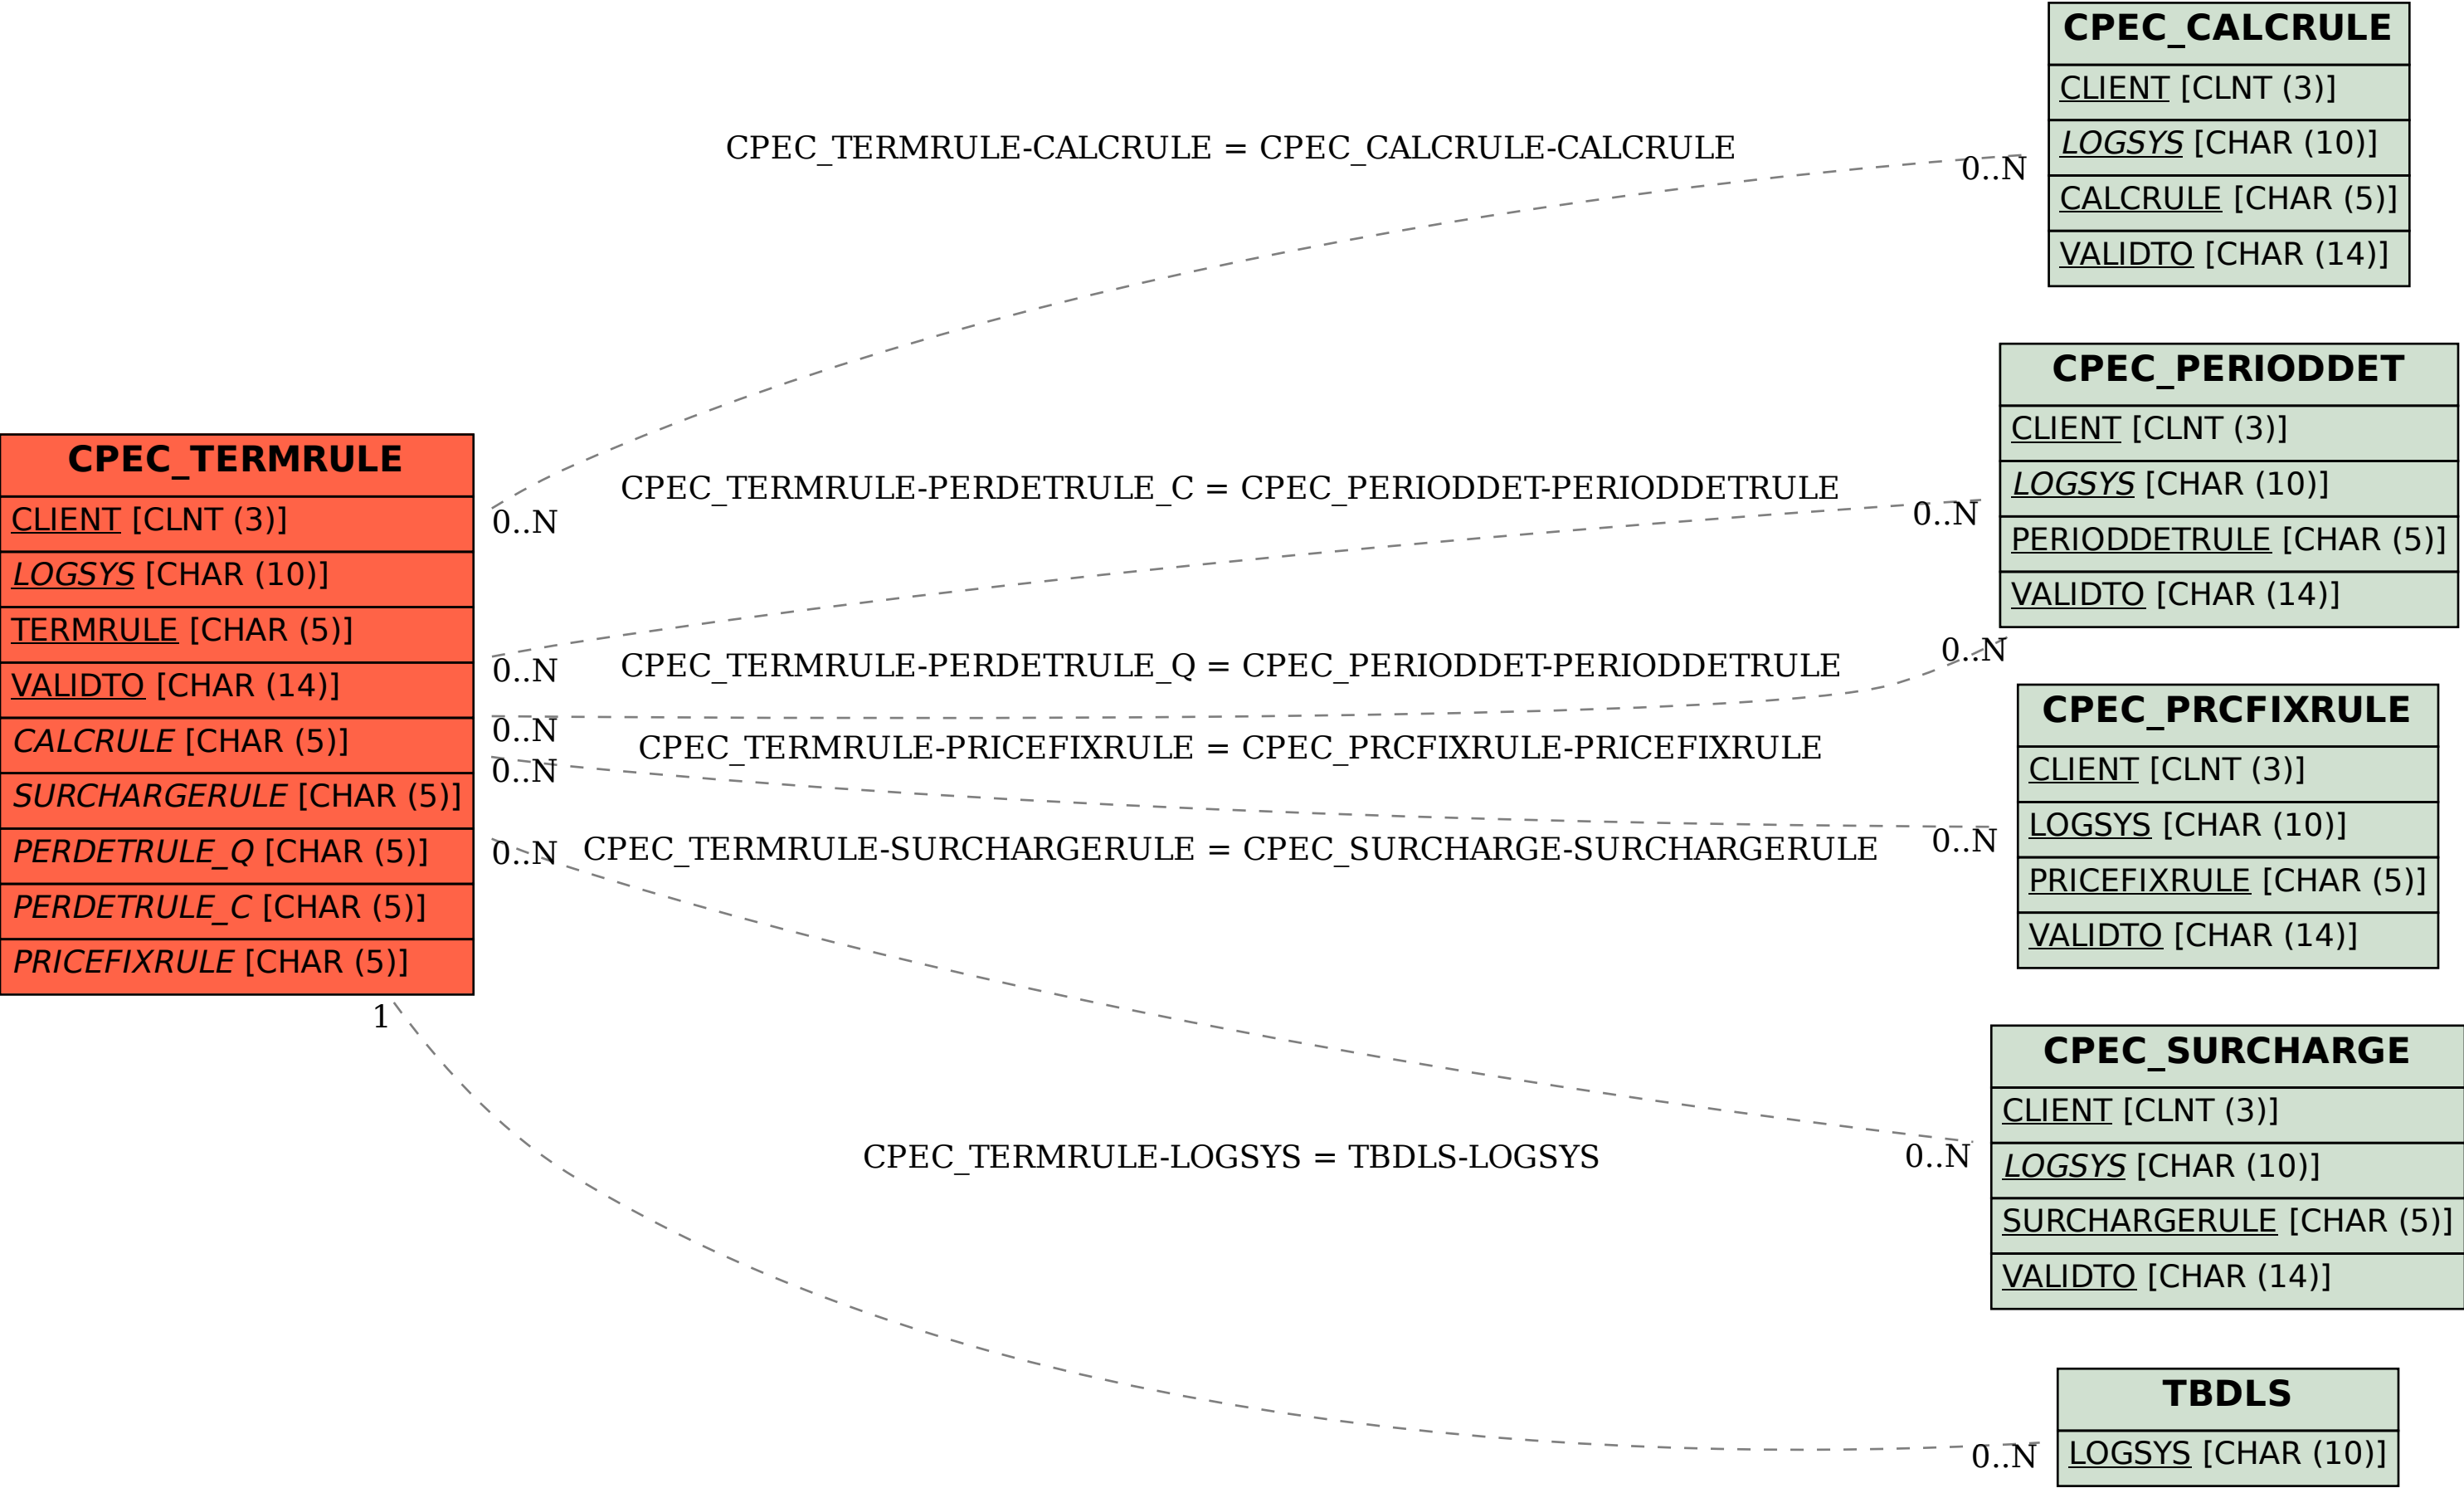 CPEC_CALCRULE
CLIENT [CLNT (3)]
LOGSYS [CHAR (10)]
CALCRULE [CHAR (5)]
VALIDTO [CHAR (14)]
CPEC_TERMRULE-CALCRULE = CPEC_CALCRULE-CALCRULE
0..N
0..N
CPEC_PERIODDET
CLIENT [CLNT (3)]
LOGSYS [CHAR (10)]
PERIODDETRULE [CHAR (5)]
VALIDTO [CHAR (14)]
CPEC_TERMRULE
CLIENT [CLNT (3)]
LOGSYS [CHAR (10)]
TERMRULE [CHAR (5)]
VALIDTO [CHAR (14)]
CALCRULE [CHAR (5)]
SURCHARGERULE [CHAR (5)]
PERDETRULE_Q [CHAR (5)]
PERDETRULE_C [CHAR (5)]
PRICEFIXRULE [CHAR (5)]
CPEC_TERMRULE-PERDETRULE_C = CPEC_PERIODDET-PERIODDETRULE
0..N
0..N
CPEC_TERMRULE-PERDETRULE_Q = CPEC_PERIODDET-PERIODDETRULE
0..N
0..N
CPEC_TERMRULE-PRICEFIXRULE = CPEC_PRCFIXRULE-PRICEFIXRULE
0..N
0..N
CPEC_PRCFIXRULE
CLIENT [CLNT (3)]
LOGSYS [CHAR (10)]
PRICEFIXRULE [CHAR (5)]
VALIDTO [CHAR (14)]
CPEC_TERMRULE-SURCHARGERULE = CPEC_SURCHARGE-SURCHARGERULE
0..N
0..N
CPEC_SURCHARGE
CLIENT [CLNT (3)]
LOGSYS [CHAR (10)]
SURCHARGERULE [CHAR (5)]
VALIDTO [CHAR (14)]
1
CPEC_TERMRULE-LOGSYS = TBDLS-LOGSYS
0..N
TBDLS
LOGSYS [CHAR (10)]